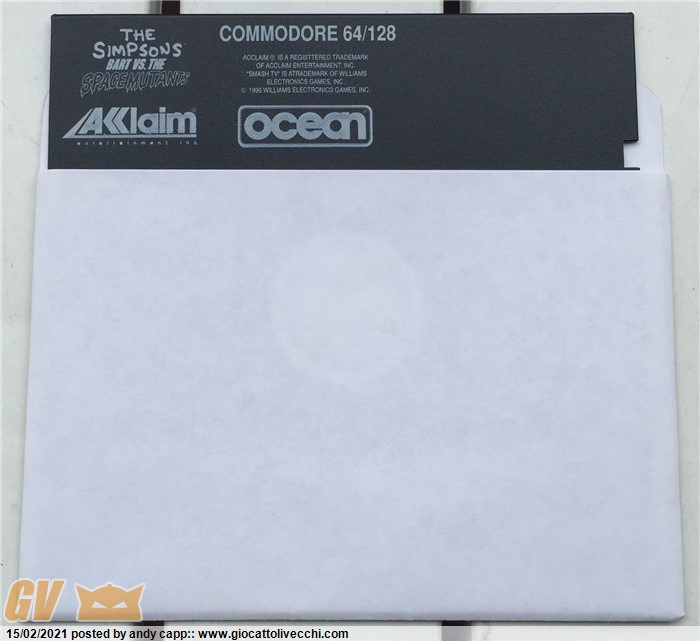 THE
SIMPSONS
BART VS. THE
SPACE MUTANTS
COMMODORE 64/128
ACCLAIM ® IS A REGISTTERED TRADEMARK
OF ACCLAIM ENTERTAINMENT, INC.
"SMASH TV" IS ATRADEMARK OF WILLIAMS
ELECTRONICS GAMES, INC.
© 1990 WILLIAMS ELECTRONICS GAMES, INC.
AKKlaim®
entertainment inc.
ocean
GV
15/02/2021 posted by andy capp:: www.giocattolivecchi.com